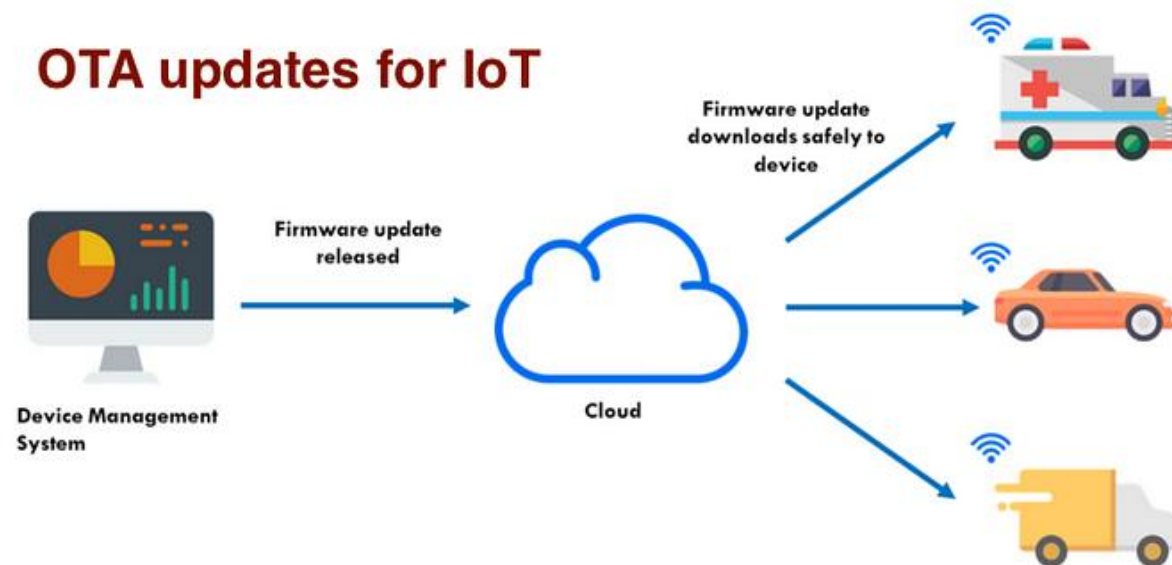 OTA updates for IoT
Firmware update
downloads safely to
device
Firmware update
released
Device Management
System
Cloud